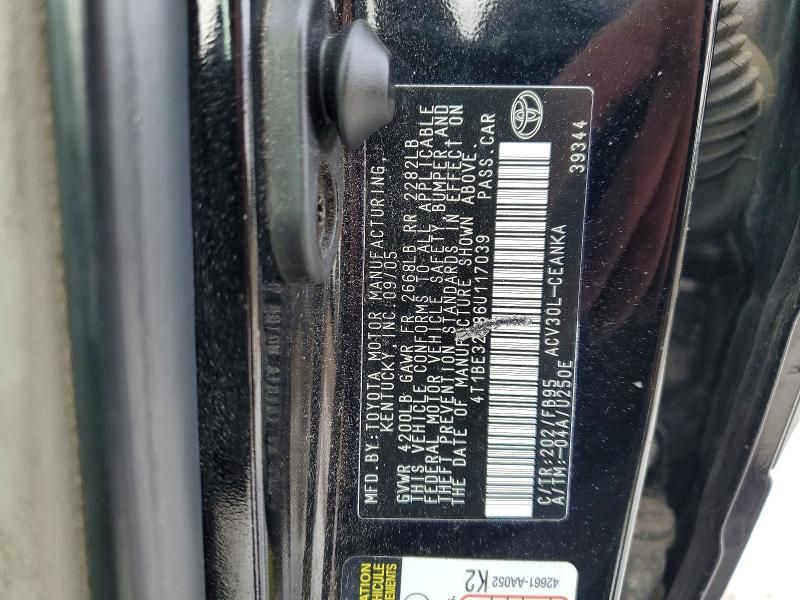 MFD. BY: TOYOTA MOTOR MANUFACTURING,
KENTUCKY, INC. 09/05
GVWR 4200LB GAWR FR 2668LB RR 2282LB
THIS VEHICLE CONFORMS TO ALL APPLICABLE
FEDERAL MOTOR VEHICLE SAFETY, BUMPER, AND
THEFT PREVENTION STANDARDS IN EFFECT ON
THE DATE OF MANUFACTURE SHOWN ABOVE.
PASS. CAR
C/TR: 202/FB95 ACV30L-CEANKA
A/TM: -04A/U250E 39344
42661-AA052
K2